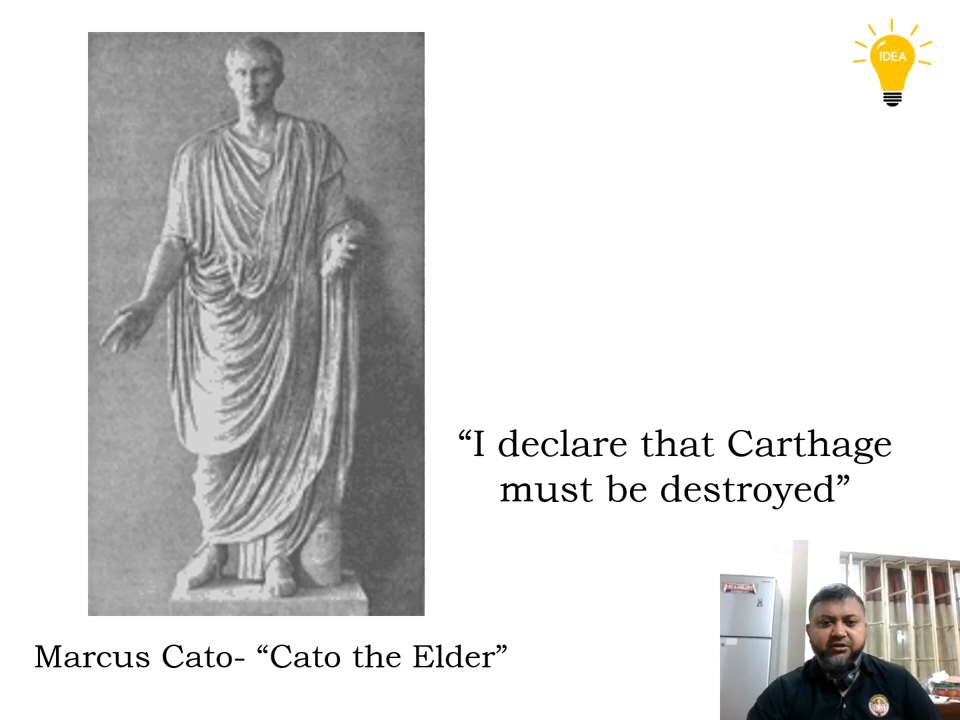 IDEA
“I declare that Carthage
must be destroyed”
Marcus Cato- “Cato the Elder”